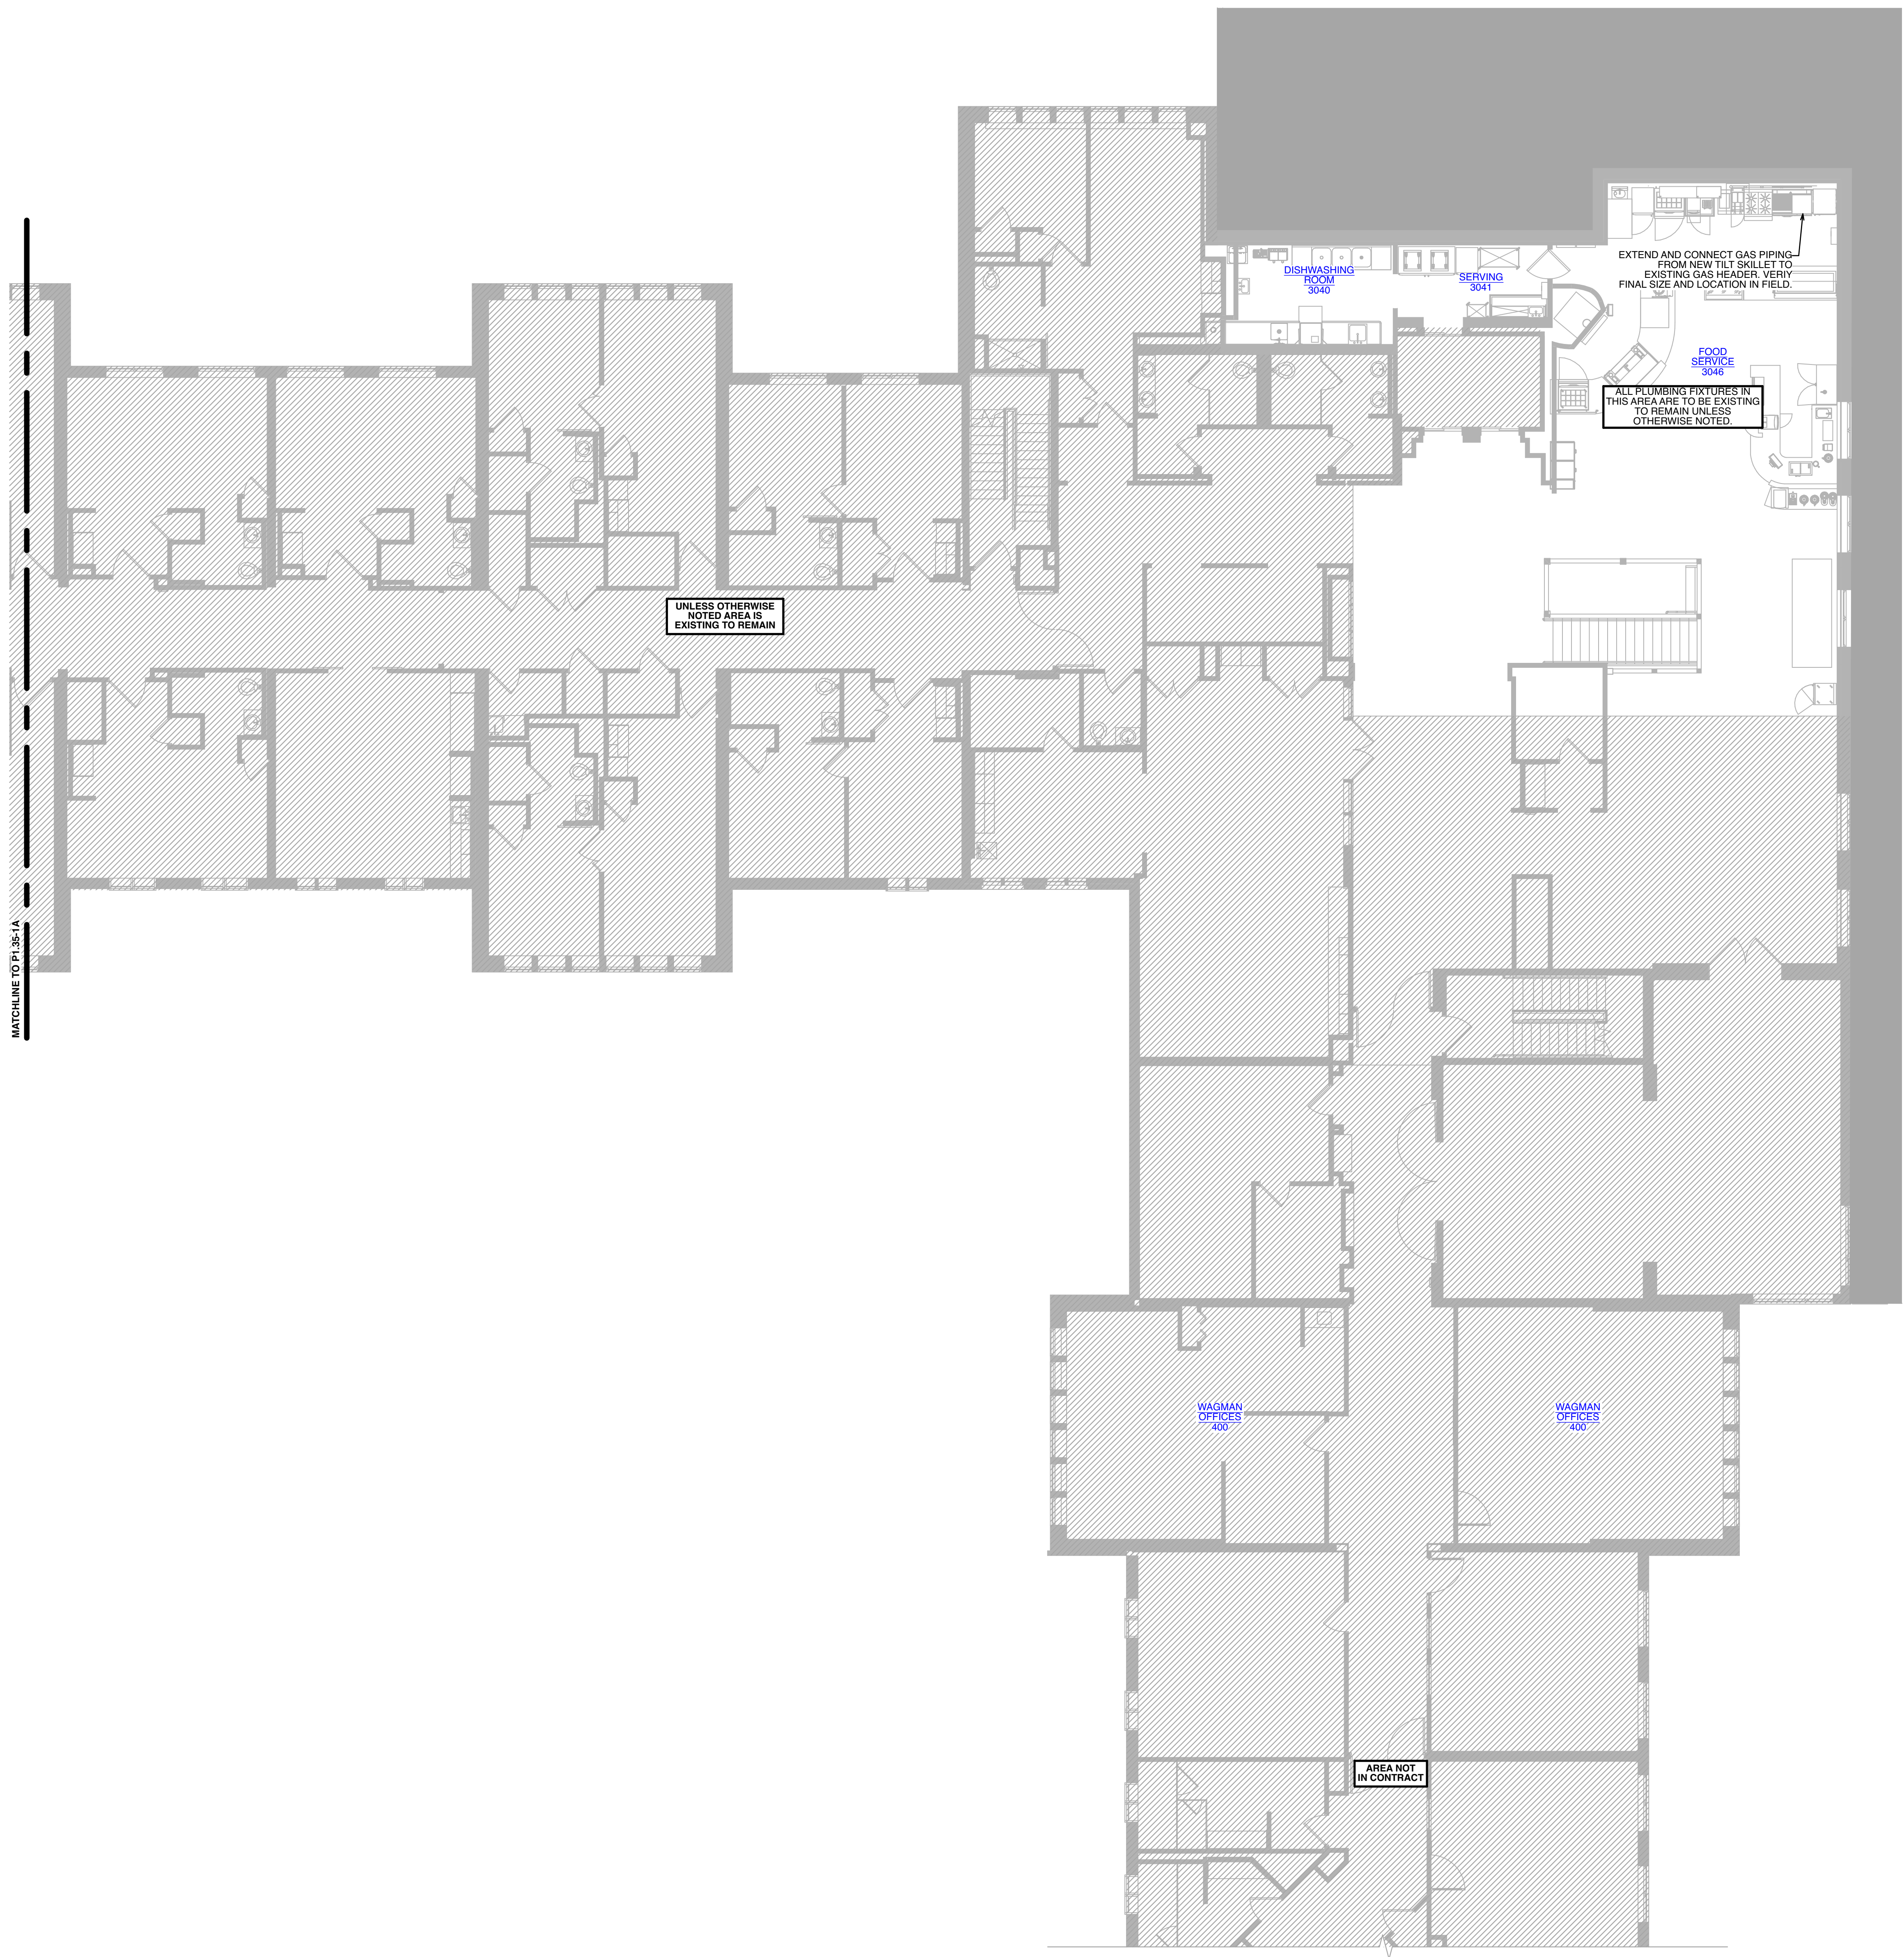 DISHWASHING
ROOM
3040
SERVING
3041
EXTEND AND CONNECT GAS PIPING
FROM NEW TILT SKILLET TO
EXISTING GAS HEADER. VERIY
FINAL SIZE AND LOCATION IN FIELD.
FOOD
SERVICE
3046
ALL PLUMBING FIXTURES IN
THIS AREA ARE TO BE EXISTING
TO REMAIN UNLESS
OTHERWISE NOTED.
UNLESS OTHERWISE
NOTED AREA IS
EXISTING TO REMAIN
MATCHLINE TO P1.35-1A
WAGMAN
OFFICES
400
WAGMAN
OFFICES
400
AREA NOT
IN CONTRACT